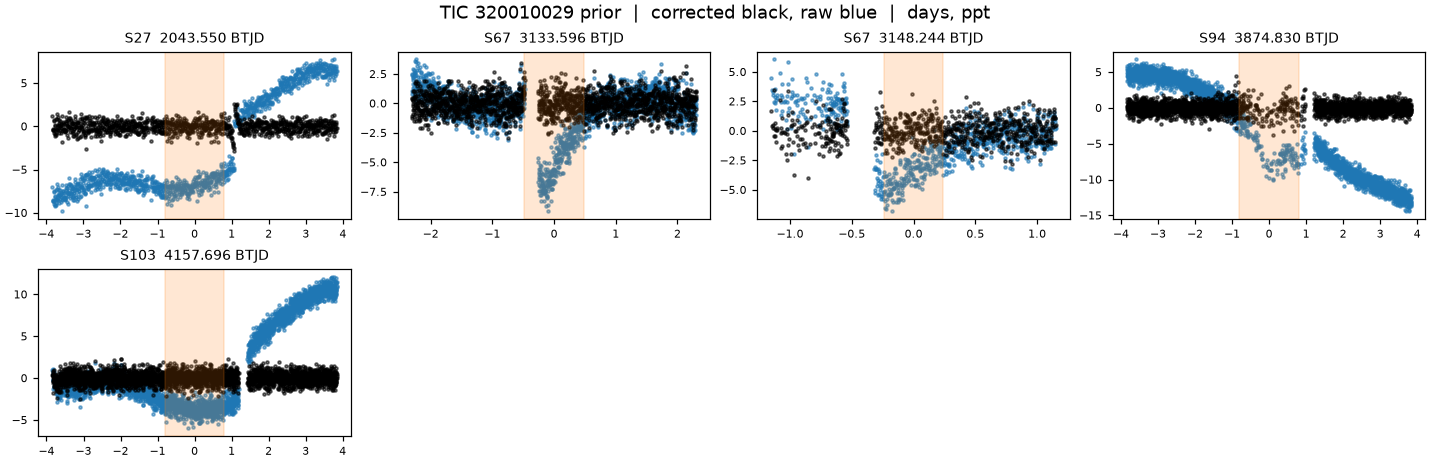 TIC 320010029 prior | corrected black, raw blue | days, ppt
S27 2043.550 BTJD
S67 3133.596 BTJD
S67 3148.244 BTJD
S94 3874.830 BTJD
5
0
−5
−10
−4 −3 −2 −1 0 1 2 3 4
2.5
0.0
−2.5
−5.0
−7.5
−2 −1 0 1 2
5.0
2.5
0.0
−2.5
−5.0
−1.0 −0.5 0.0 0.5 1.0
5
0
−5
−10
−15
−4 −3 −2 −1 0 1 2 3 4
S103 4157.696 BTJD
10
5
0
−5
−4 −3 −2 −1 0 1 2 3 4